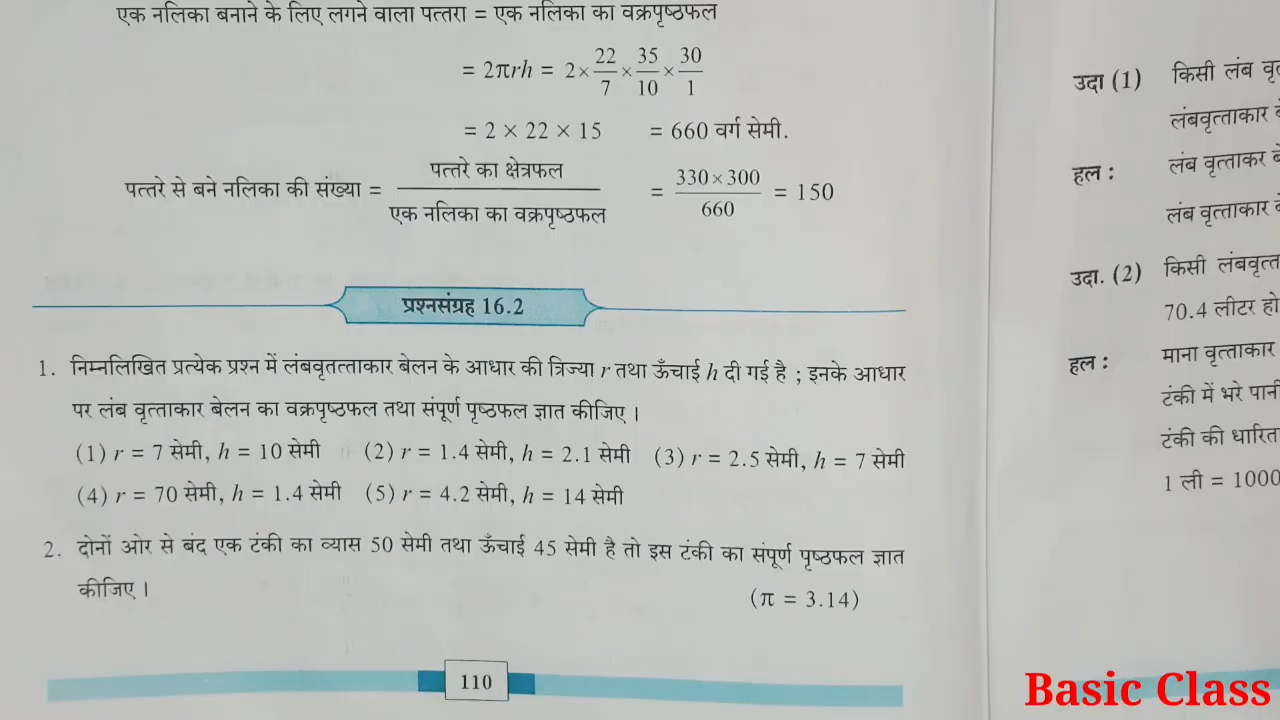 एक नलिका बनाने के लिए लगने वाला पत्तरा = एक नलिका का वक्रपृष्ठफल
= 2πrh = 2 × 22/7 × 35/10 × 30/1
= 2 × 22 × 15 = 660 वर्ग सेमी.
पत्तरे से बने नलिका की संख्या = पत्तरे का क्षेत्रफल / एक नलिका का वक्रपृष्ठफल = 330×300 / 660 = 150
प्रश्नसंग्रह 16.2
1. निम्नलिखित प्रत्येक प्रश्न में लंबवृतत्ताकार बेलन के आधार की त्रिज्या r तथा ऊँचाई h दी गई है ; इनके आधार
पर लंब वृत्ताकार बेलन का वक्रपृष्ठफल तथा संपूर्ण पृष्ठफल ज्ञात कीजिए ।
(1) r = 7 सेमी, h = 10 सेमी (2) r = 1.4 सेमी, h = 2.1 सेमी (3) r = 2.5 सेमी, h = 7 सेमी
(4) r = 70 सेमी, h = 1.4 सेमी (5) r = 4.2 सेमी, h = 14 सेमी
2. दोनों ओर से बंद एक टंकी का व्यास 50 सेमी तथा ऊँचाई 45 सेमी है तो इस टंकी का संपूर्ण पृष्ठफल ज्ञात
कीजिए ।
(π = 3.14)
110
उदा (1) किसी लंब
लंबवृत्ताकार
हल : लंब वृत्ताकर
लंब वृत्ताकार
उदा. (2) किसी
70.4 लीटर
हल : माना वृत्ताकार
टंकी में भरे
टंकी की
1 ली = 1000
Basic Class